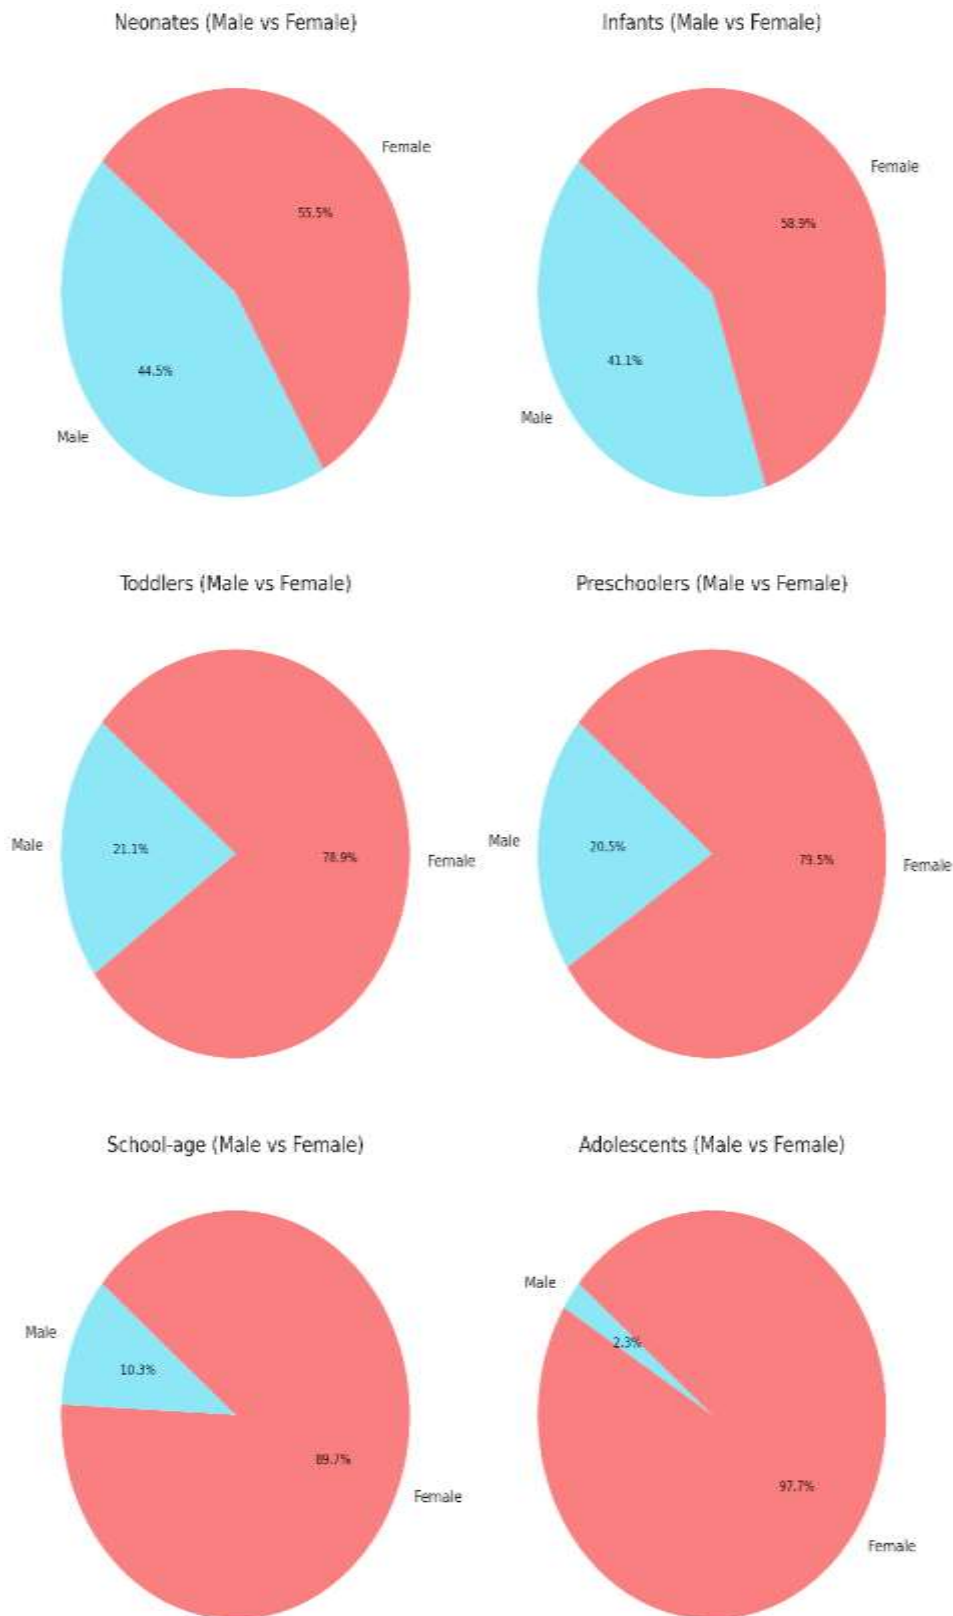 Neonates (Male vs Female)
Infants (Male vs Female)
Female
55.5%
44.5%
Male
Female
58.9%
41.1%
Male
Toddlers (Male vs Female)
Preschoolers (Male vs Female)
Male
21.1%
78.9%
Female
Male
20.5%
79.5%
Female
School-age (Male vs Female)
Adolescents (Male vs Female)
Male
10.3%
89.7%
Female
Male
2.3%
97.7%
Female